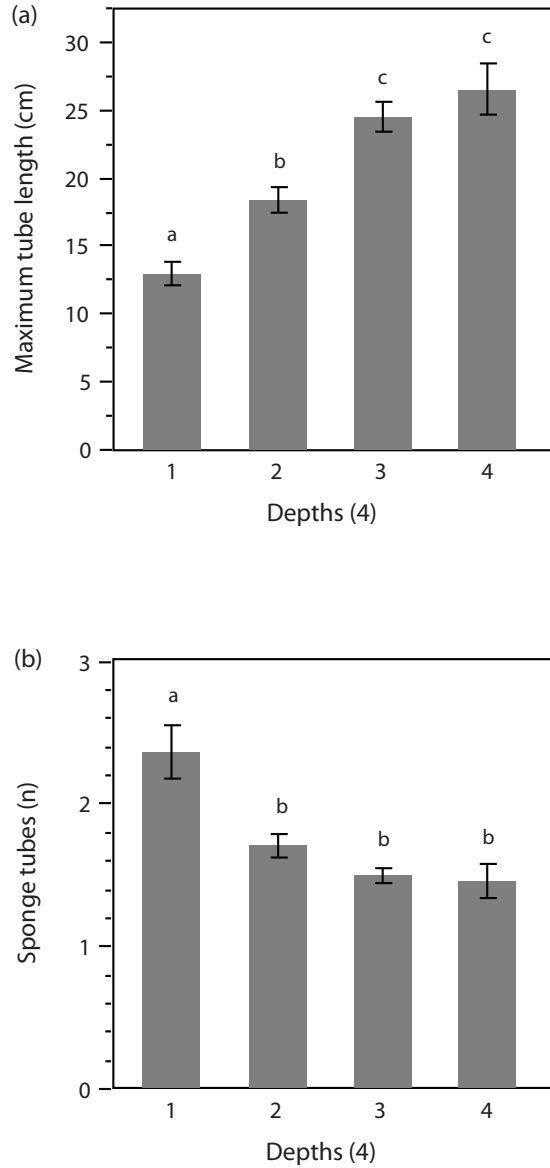 (a)
Maximum tube length (cm)
30
25
20
15
10
5
0
a
b
c
c
1 2 3 4
Depths (4)
(b)
Sponge tubes (n)
3
2
1
0
a
b
b
b
1 2 3 4
Depths (4)